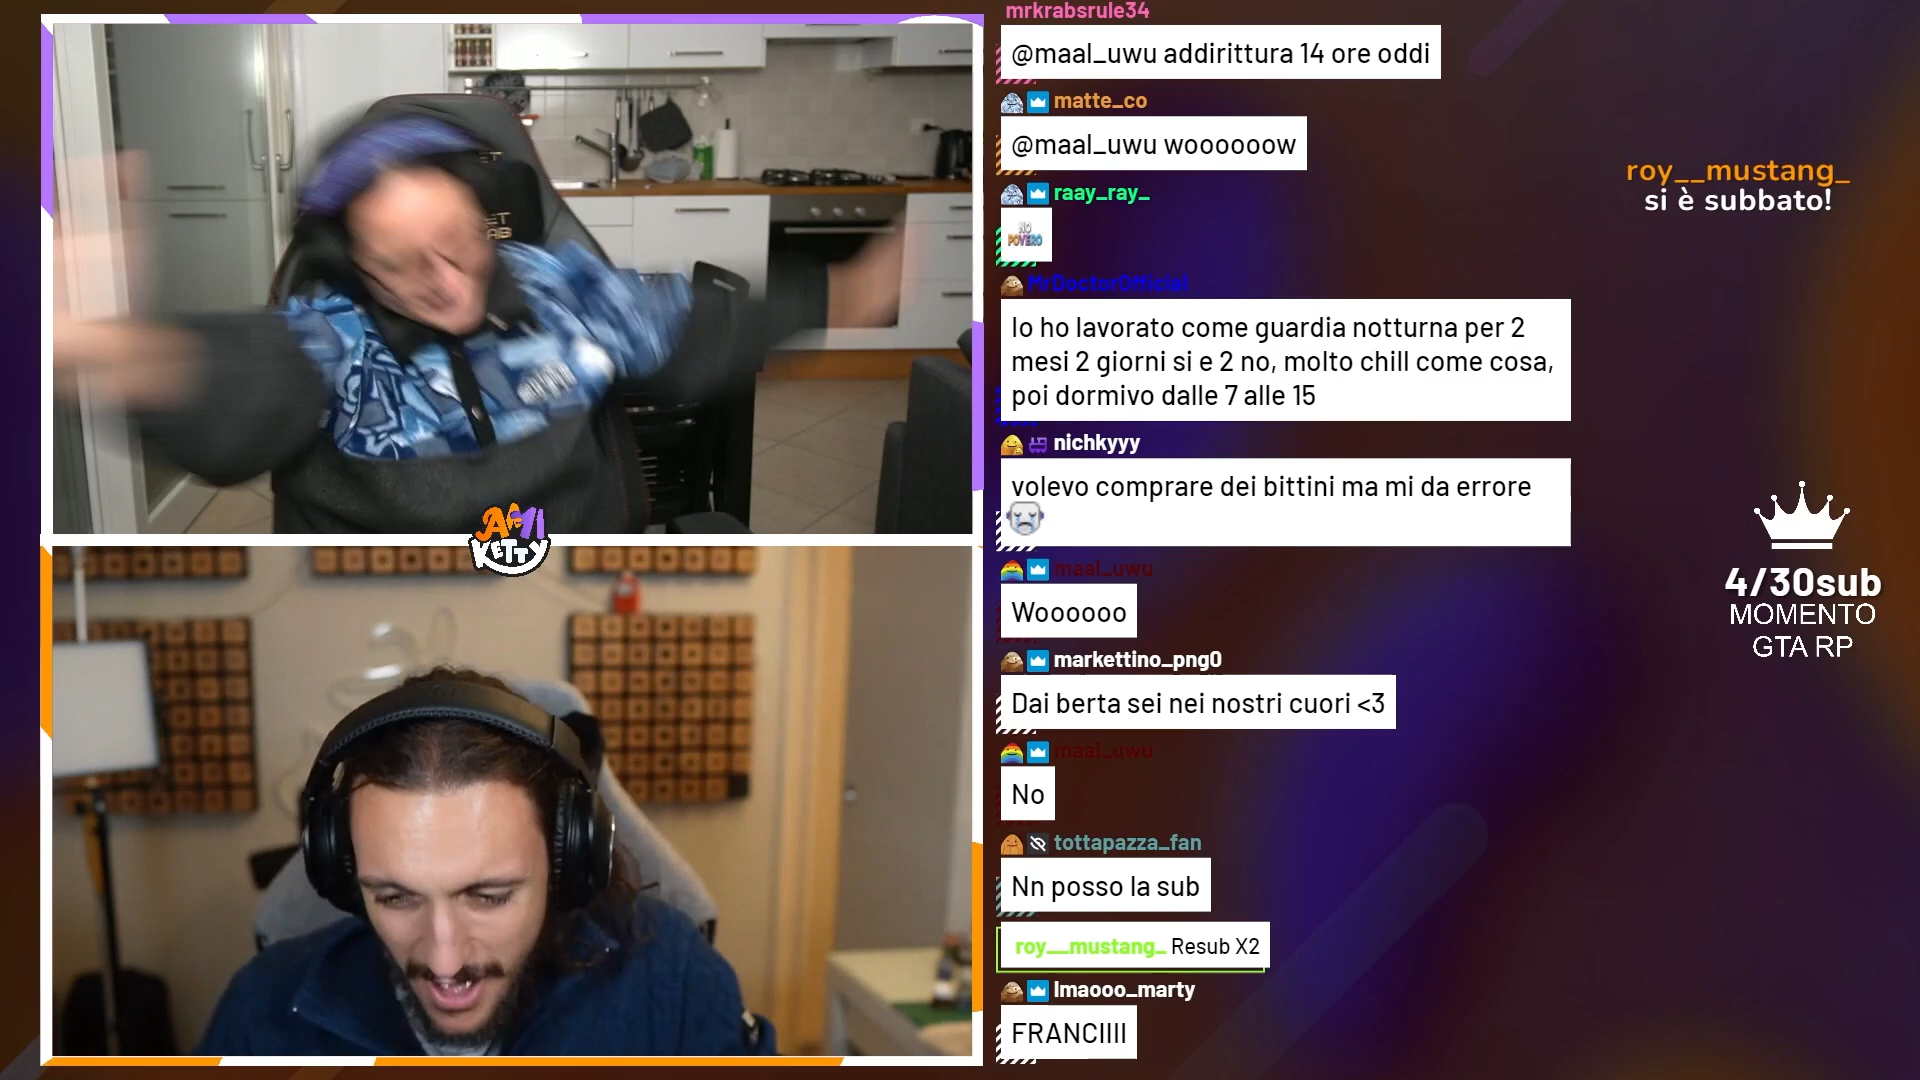 mrkrabsrule34
@maal_uwu addirittura 14 ore oddi
matte_co
@maal_uwu woooooow
raay_ray_
NO
POVERO
MrDoctorOfficial
Io ho lavorato come guardia notturna per 2
mesi 2 giorni si e 2 no, molto chill come cosa,
poi dormivo dalle 7 alle 15
nichkyyy
volevo comprare dei bittini ma mi da errore
maal_uwu
Woooooo
markettino_png0
Dai berta sei nei nostri cuori <3
maal_uwu
No
tottapazza_fan
Nn posso la sub
roy__mustang_ Resub X2
lmaooo_marty
FRANCIIII
roy__mustang_
si è subbato!
4/30sub
MOMENTO
GTA RP
KETTY